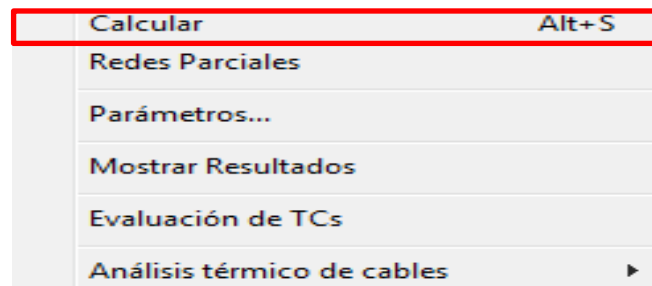 Calcular Alt+S
Redes Parciales
Parámetros...
Mostrar Resultados
Evaluación de TCs
Análisis térmico de cables